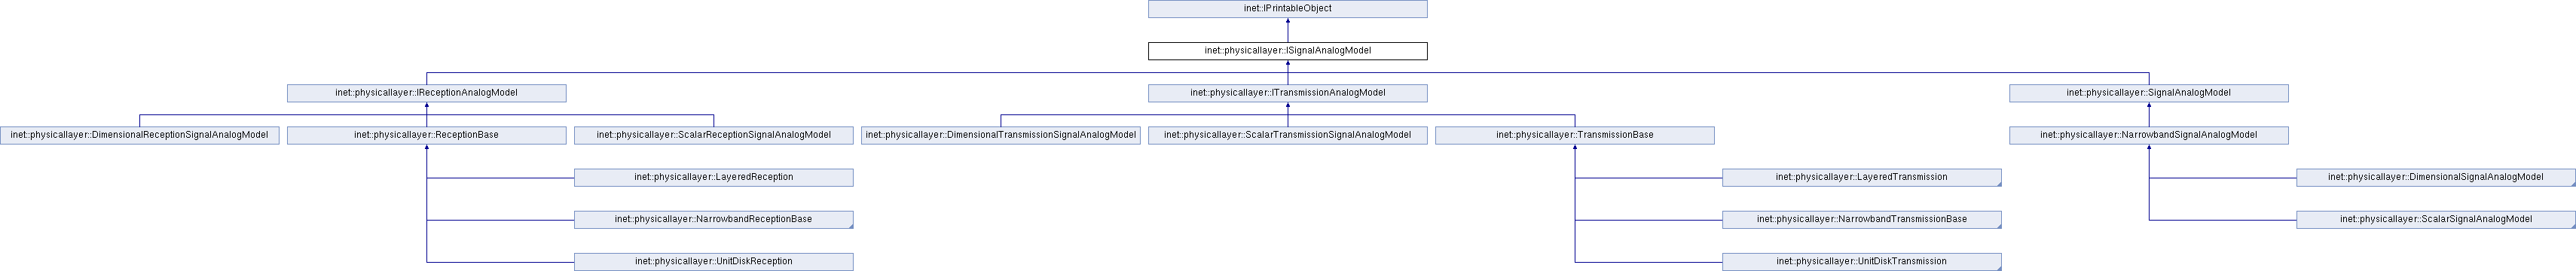 inet::IPrintableObject
inet::physicallayer::ISignalAnalogModel
inet::physicallayer::IReceptionAnalogModel
inet::physicallayer::ITransmissionAnalogModel
inet::physicallayer::SignalAnalogModel
inet::physicallayer::DimensionalReceptionSignalAnalogModel
inet::physicallayer::ReceptionBase
inet::physicallayer::ScalarReceptionSignalAnalogModel
inet::physicallayer::DimensionalTransmissionSignalAnalogModel
inet::physicallayer::ScalarTransmissionSignalAnalogModel
inet::physicallayer::TransmissionBase
inet::physicallayer::NarrowbandSignalAnalogModel
inet::physicallayer::LayeredReception
inet::physicallayer::LayeredTransmission
inet::physicallayer::DimensionalSignalAnalogModel
inet::physicallayer::NarrowbandReceptionBase
inet::physicallayer::NarrowbandTransmissionBase
inet::physicallayer::ScalarSignalAnalogModel
inet::physicallayer::UnitDiskReception
inet::physicallayer::UnitDiskTransmission